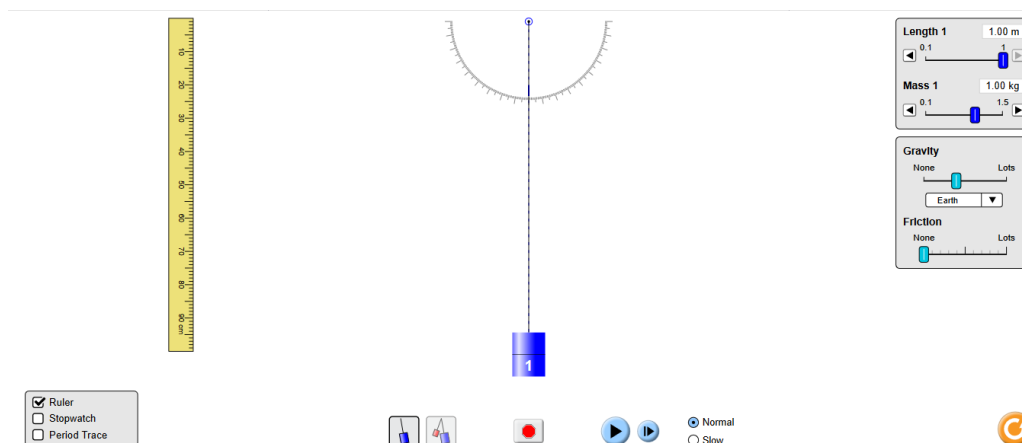 Length 1 1.00 m
0.1 1
Mass 1 1.00 kg
0.1 1.5
Gravity
None Lots
Earth
Friction
None Lots
10
20
30
40
50
60
70
80
90 cm
1
Ruler
Stopwatch
Period Trace
Normal
Slow